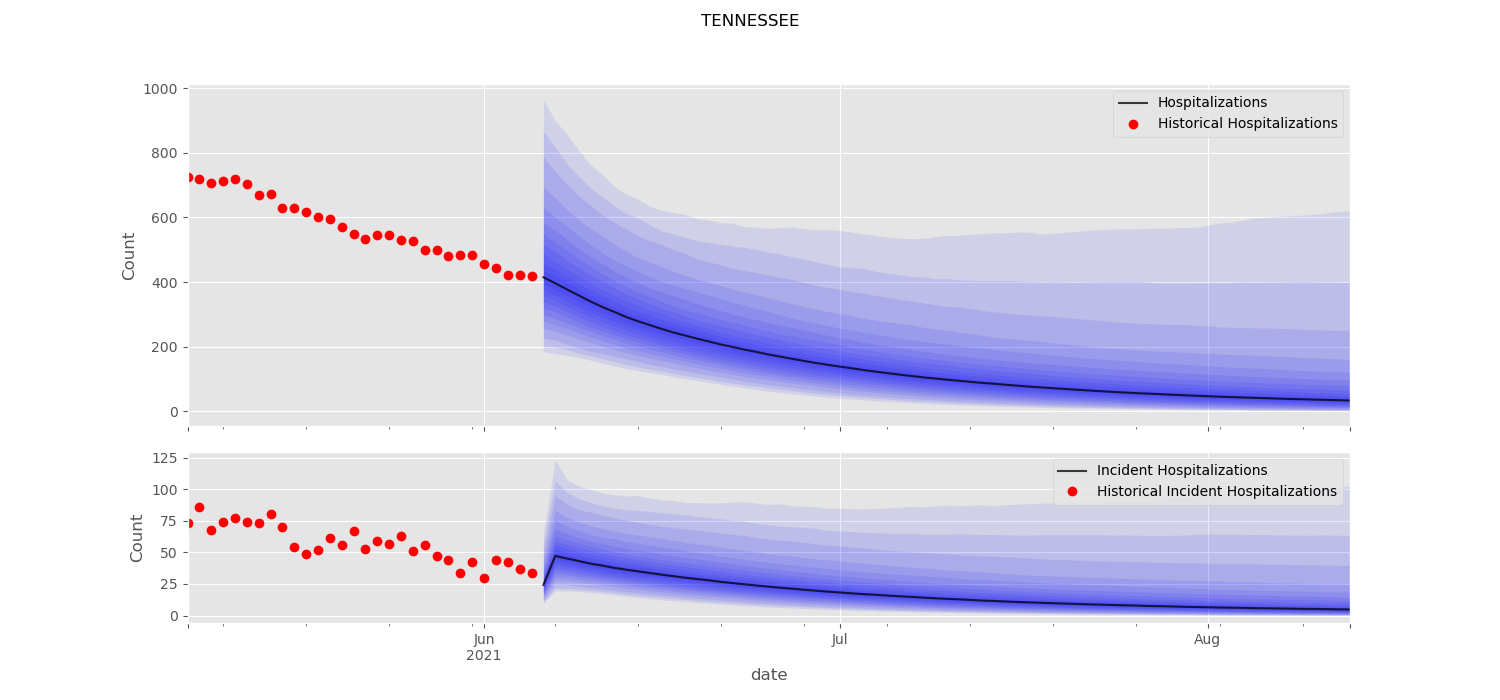 TENNESSEE
1000
800
600
400
200
0
Count
Hospitalizations
Historical Hospitalizations
125
100
75
50
25
0
Count
Incident Hospitalizations
Historical Incident Hospitalizations
Jun
2021
Jul
Aug
date